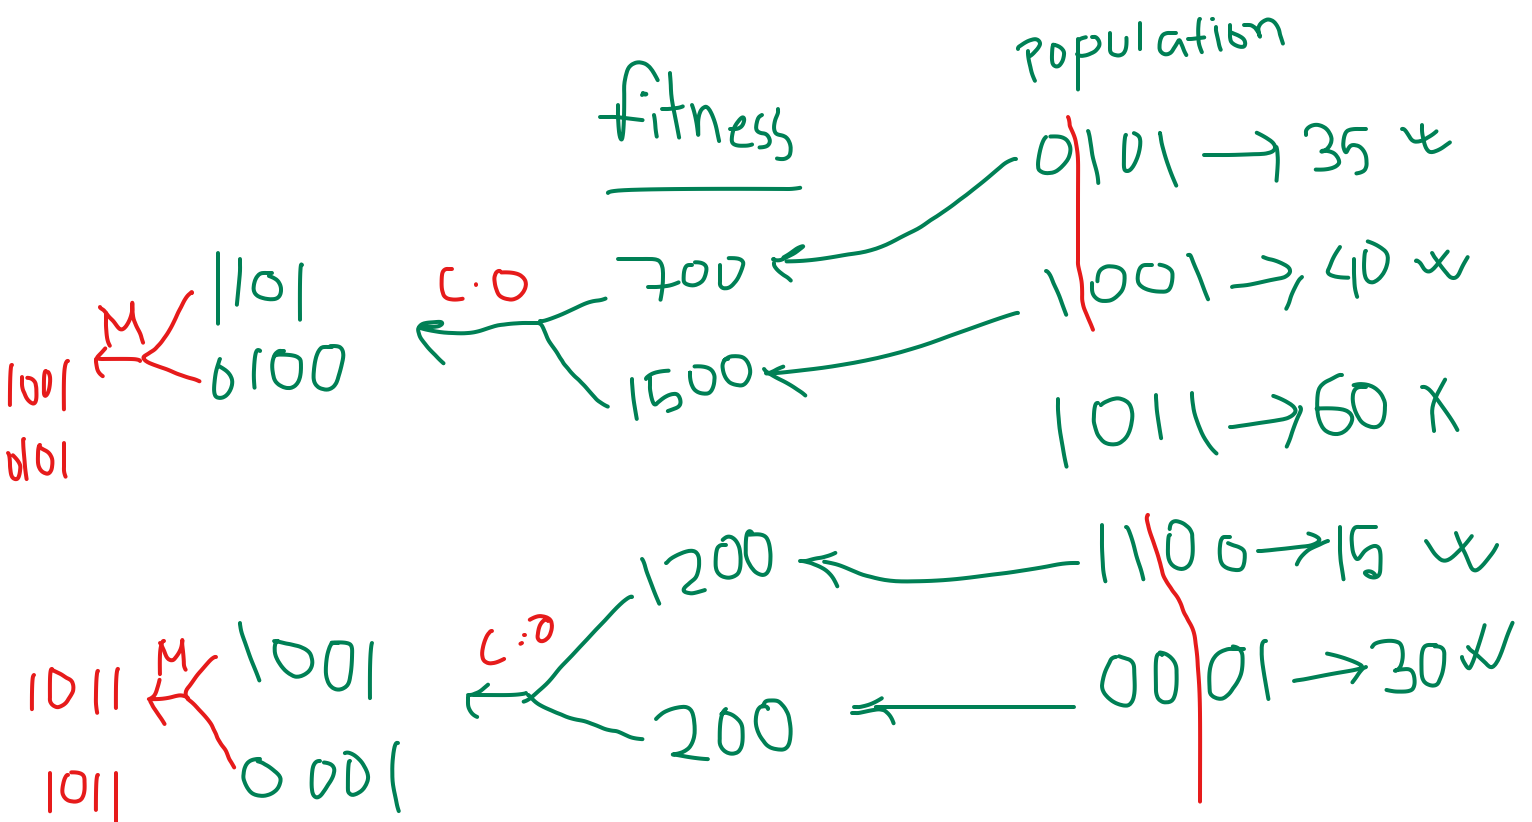 population
fitness
0101 → 35 w
700
1001 → 40 w
C.O
1101
M
0100
1500
1001
0101
1011 → 60 X
1100 → 15 w
1200
0001 → 30 w
C.O
1001
M
1011
200
0001
1011